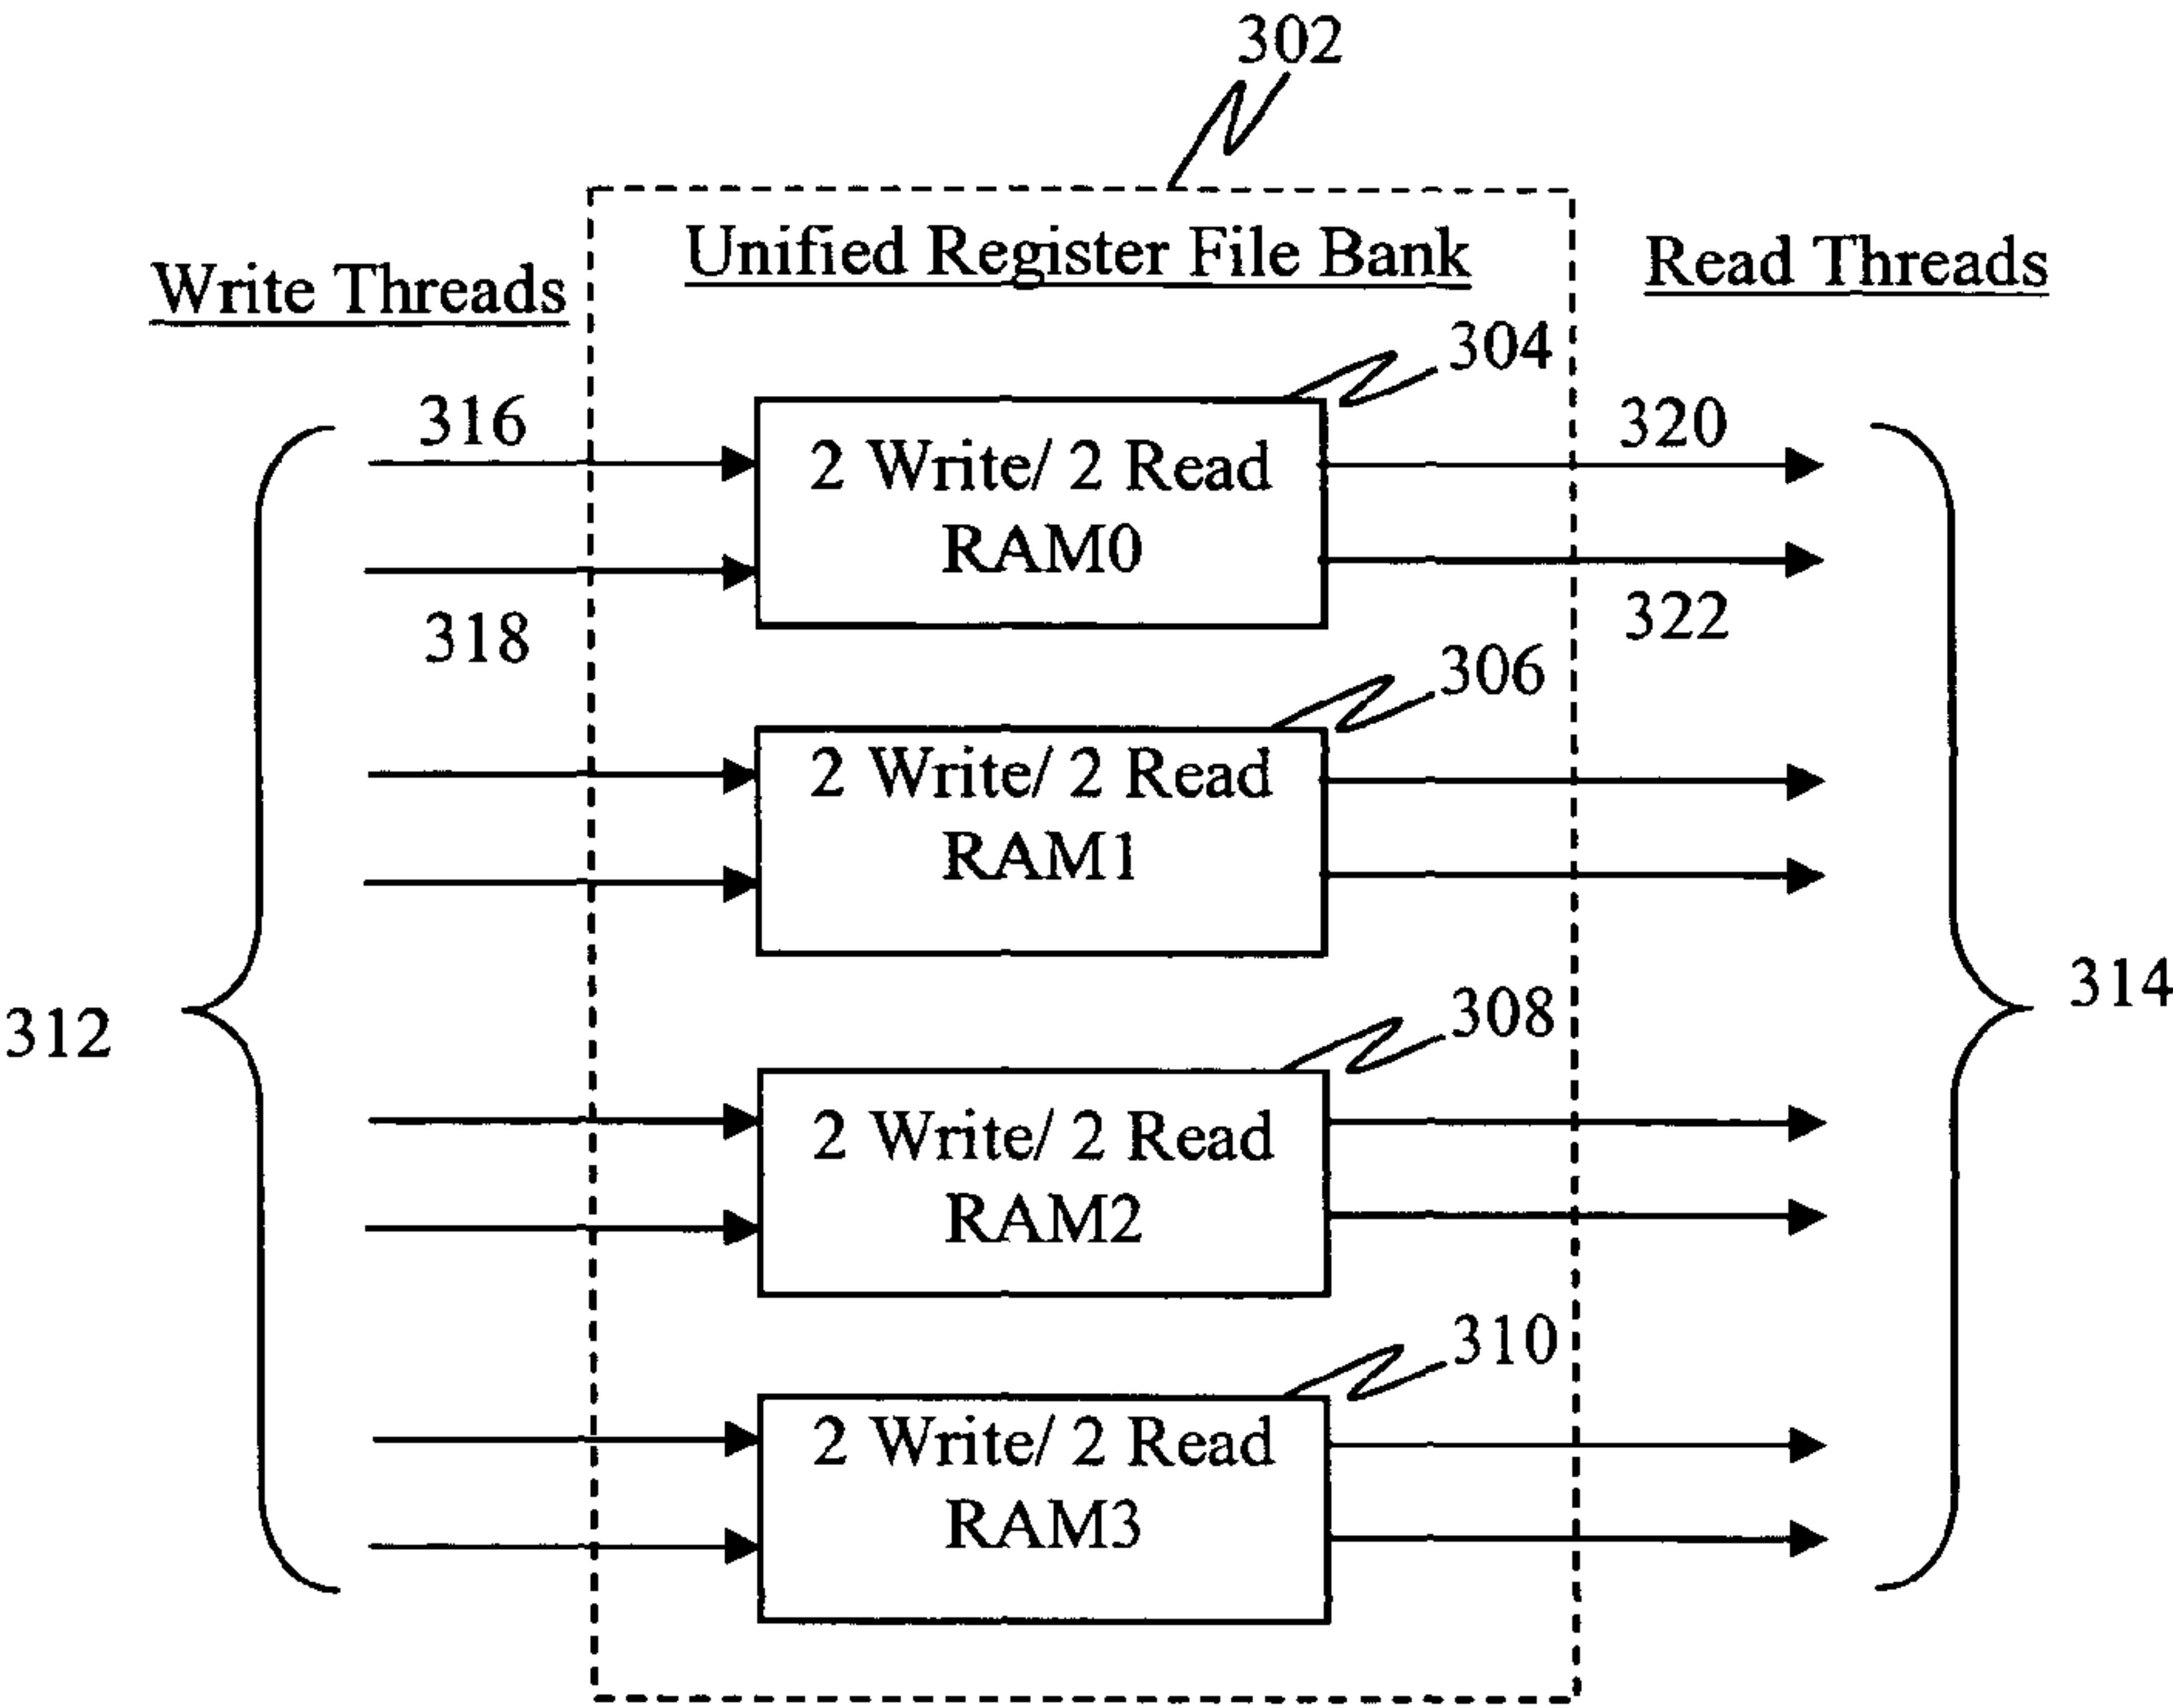 302
Unified Register File Bank
Write Threads
Read Threads
304
316
320
2 Write/ 2 Read
RAM0
318
322
306
2 Write/ 2 Read
RAM1
312
314
308
2 Write/ 2 Read
RAM2
310
2 Write/ 2 Read
RAM3